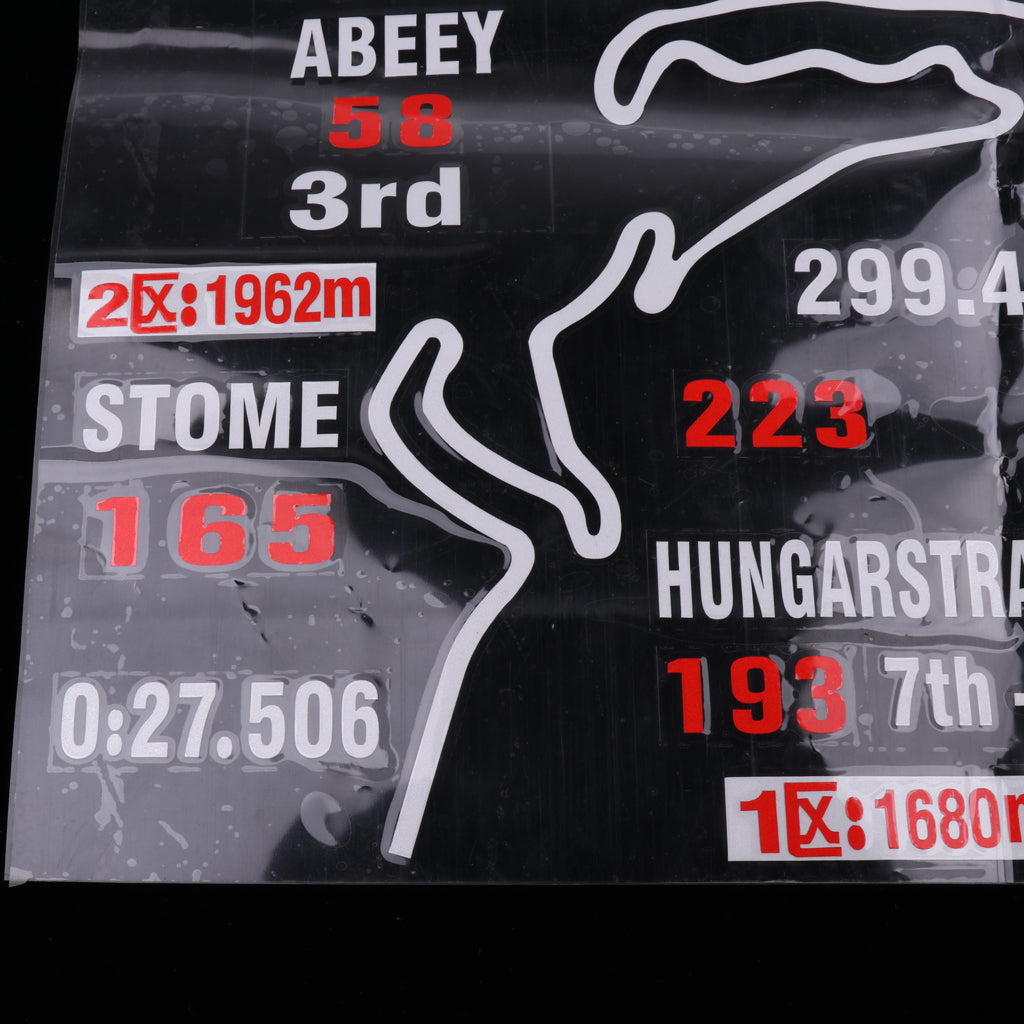 ABEEY
58
3rd
2区:1962m
299.4
STOME
223
165
HUNGARSTRA
193 7th -
0:27.506
1区:1680